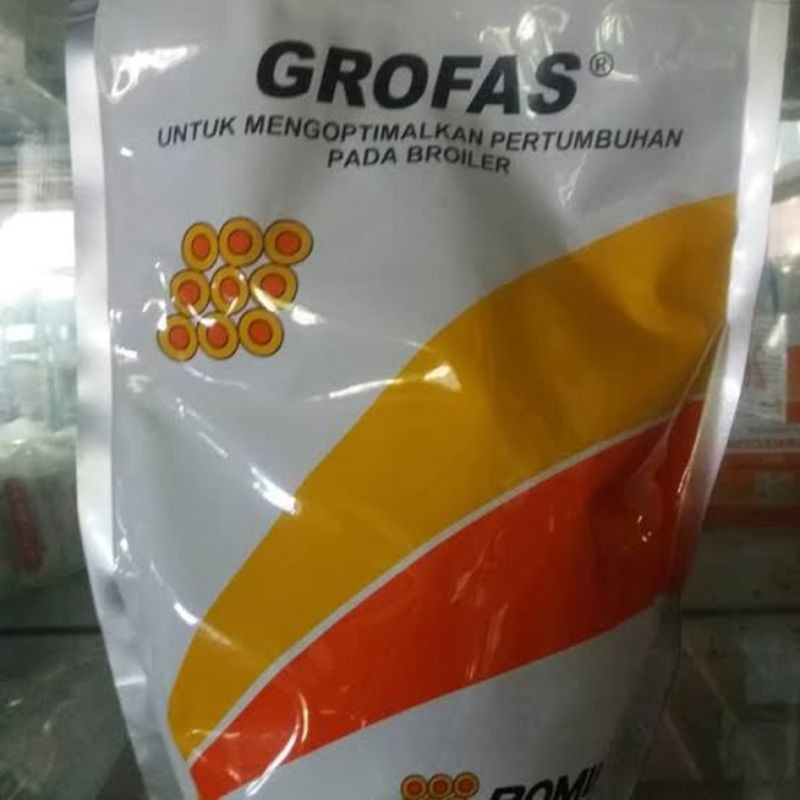 GROFAS®
UNTUK MENGOPTIMALKAN PERTUMBUHAN
PADA BROILER